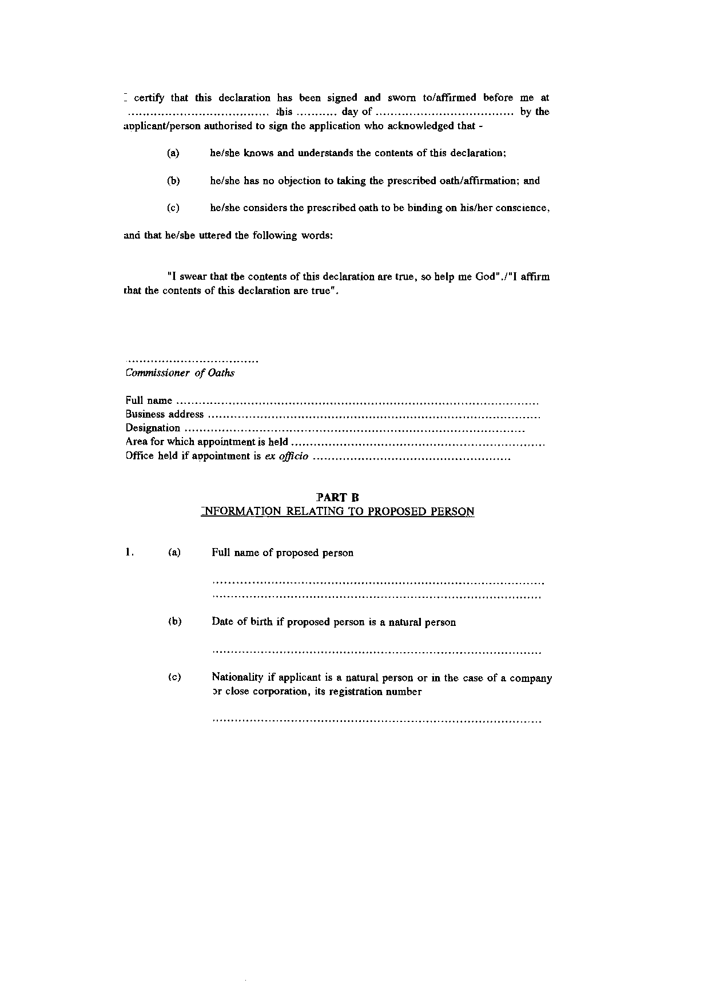 I certify that this declaration has been signed and sworn to/affirmed before me at
...................................... this ........... day of ..................................... by the
applicant/person authorised to sign the application who acknowledged that -
(a) he/she knows and understands the contents of this declaration;
(b) he/she has no objection to taking the prescribed oath/affirmation; and
(c) he/she considers the prescribed oath to be binding on his/her conscience,
and that he/she uttered the following words:
"I swear that the contents of this declaration are true, so help me God"./"I affirm
that the contents of this declaration are true".
...................................
Commissioner of Oaths
Full name .................................................................................................
Business address .........................................................................................
Designation ...........................................................................................
Area for which appointment is held ....................................................................
Office held if appointment is ex officio .....................................................
PART B
INFORMATION RELATING TO PROPOSED PERSON
1. (a) Full name of proposed person
.........................................................................................
........................................................................................
(b) Date of birth if proposed person is a natural person
........................................................................................
(c) Nationality if applicant is a natural person or in the case of a company
or close corporation, its registration number
........................................................................................